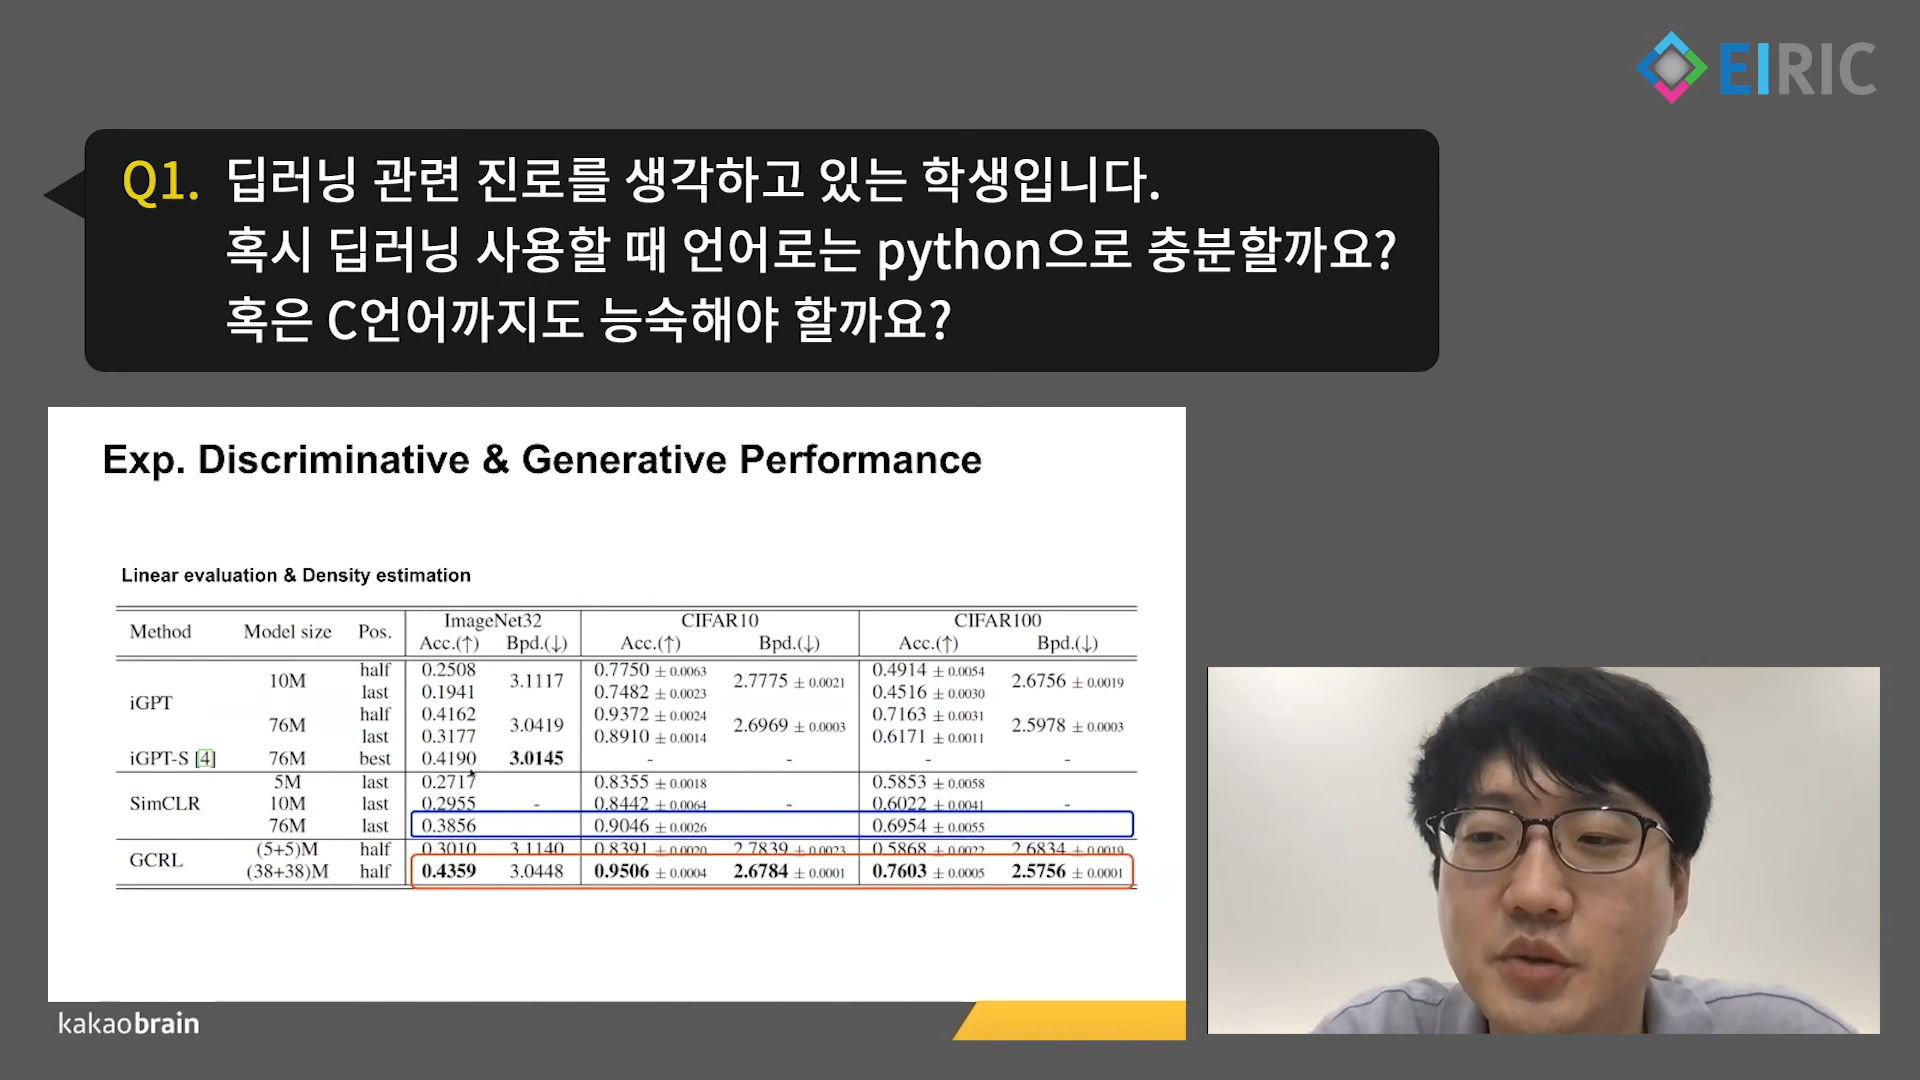 EIRIC
Q1. 딥러닝 관련 진로를 생각하고 있는 학생입니다.
혹시 딥러닝 사용할 때 언어로는 python으로 충분할까요?
혹은 C언어까지도 능숙해야 할까요?
Exp. Discriminative & Generative Performance
Linear evaluation & Density estimation
Method Model size Pos. ImageNet32 CIFAR10 CIFAR100
Acc.(↑) Bpd.(↓) Acc.(↑) Bpd.(↓) Acc.(↑) Bpd.(↓)
iGPT 10M half 0.2508 3.1117 0.7750 ± 0.0063 2.7775 ± 0.0021 0.4914 ± 0.0054 2.6756 ± 0.0019
last 0.1941 0.7482 ± 0.0023 0.4516 ± 0.0030
76M half 0.4162 3.0419 0.9372 ± 0.0024 2.6969 ± 0.0003 0.7163 ± 0.0031 2.5978 ± 0.0003
last 0.3177 0.8910 ± 0.0014 0.6171 ± 0.0011
iGPT-S [4] 76M best 0.4190 3.0145 - - - -
SimCLR 5M last 0.2717 0.8355 ± 0.0018 0.5853 ± 0.0058
10M last 0.2955 - 0.8442 ± 0.0064 - 0.6022 ± 0.0041 -
76M last 0.3856 0.9046 ± 0.0026 0.6954 ± 0.0055
GCRL (5+5)M half 0.3010 3.1140 0.8391 ± 0.0020 2.7839 ± 0.0023 0.5868 ± 0.0022 2.6834 ± 0.0019
(38+38)M half 0.4359 3.0448 0.9506 ± 0.0004 2.6784 ± 0.0001 0.7603 ± 0.0005 2.5756 ± 0.0001
kakaobrain